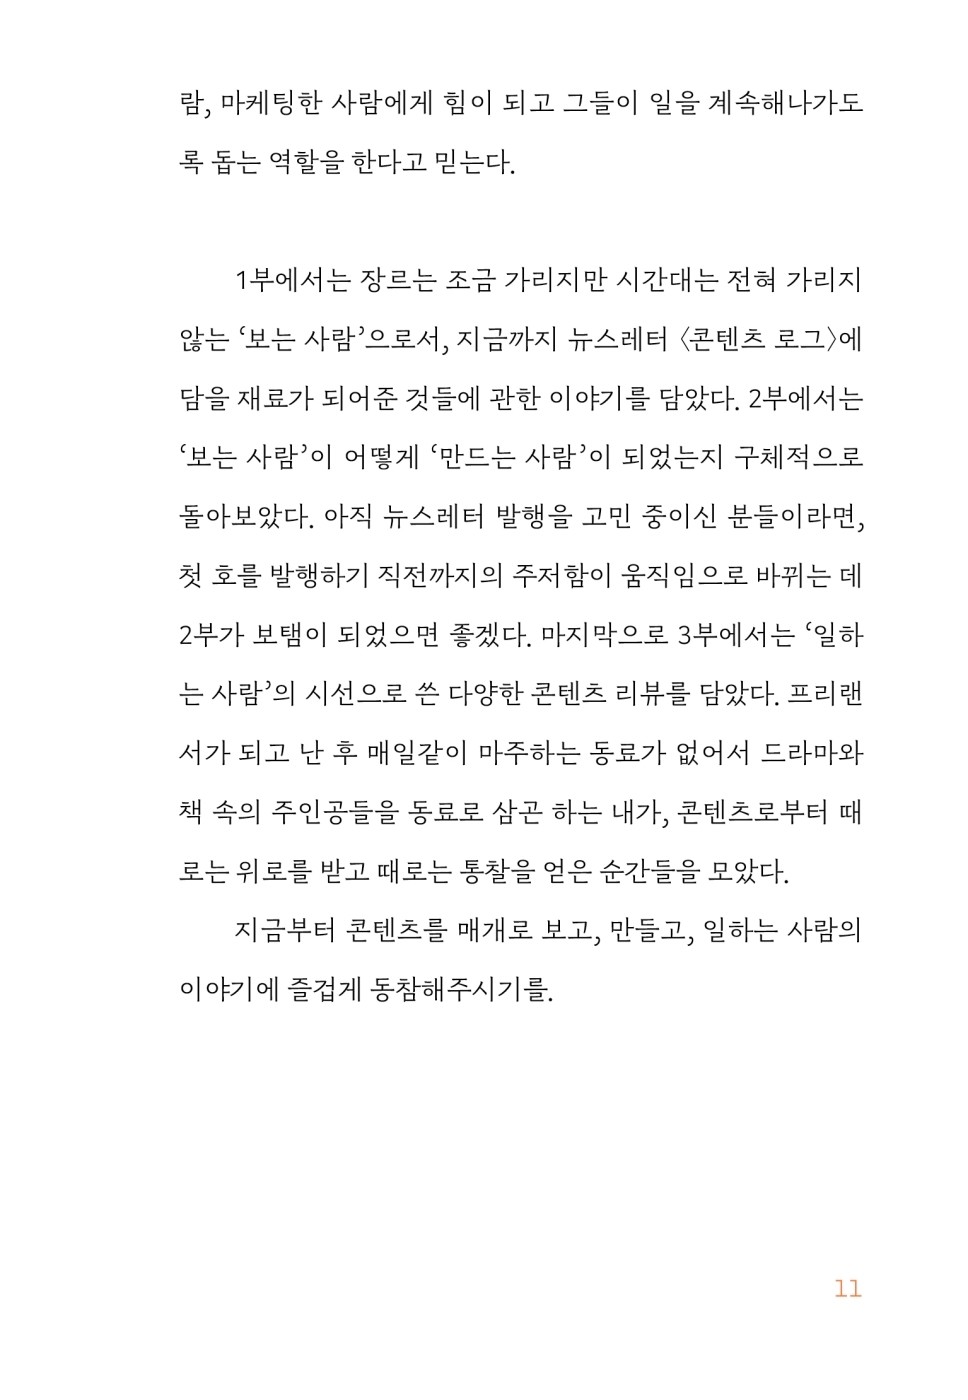 람, 마케팅한 사람에게 힘이 되고 그들이 일을 계속해나가도
록 돕는 역할을 한다고 믿는다.
1부에서는 장르는 조금 가리지만 시간대는 전혀 가리지
않는 ‘보는 사람’으로서, 지금까지 뉴스레터 〈콘텐츠 로그〉에
담을 재료가 되어준 것들에 관한 이야기를 담았다. 2부에서는
‘보는 사람’이 어떻게 ‘만드는 사람’이 되었는지 구체적으로
돌아보았다. 아직 뉴스레터 발행을 고민 중이신 분들이라면,
첫 호를 발행하기 직전까지의 주저함이 움직임으로 바뀌는 데
2부가 보탬이 되었으면 좋겠다. 마지막으로 3부에서는 ‘일하
는 사람’의 시선으로 쓴 다양한 콘텐츠 리뷰를 담았다. 프리랜
서가 되고 난 후 매일같이 마주하는 동료가 없어서 드라마와
책 속의 주인공들을 동료로 삼곤 하는 내가, 콘텐츠로부터 때
로는 위로를 받고 때로는 통찰을 얻은 순간들을 모았다.
지금부터 콘텐츠를 매개로 보고, 만들고, 일하는 사람의
이야기에 즐겁게 동참해주시기를.
11